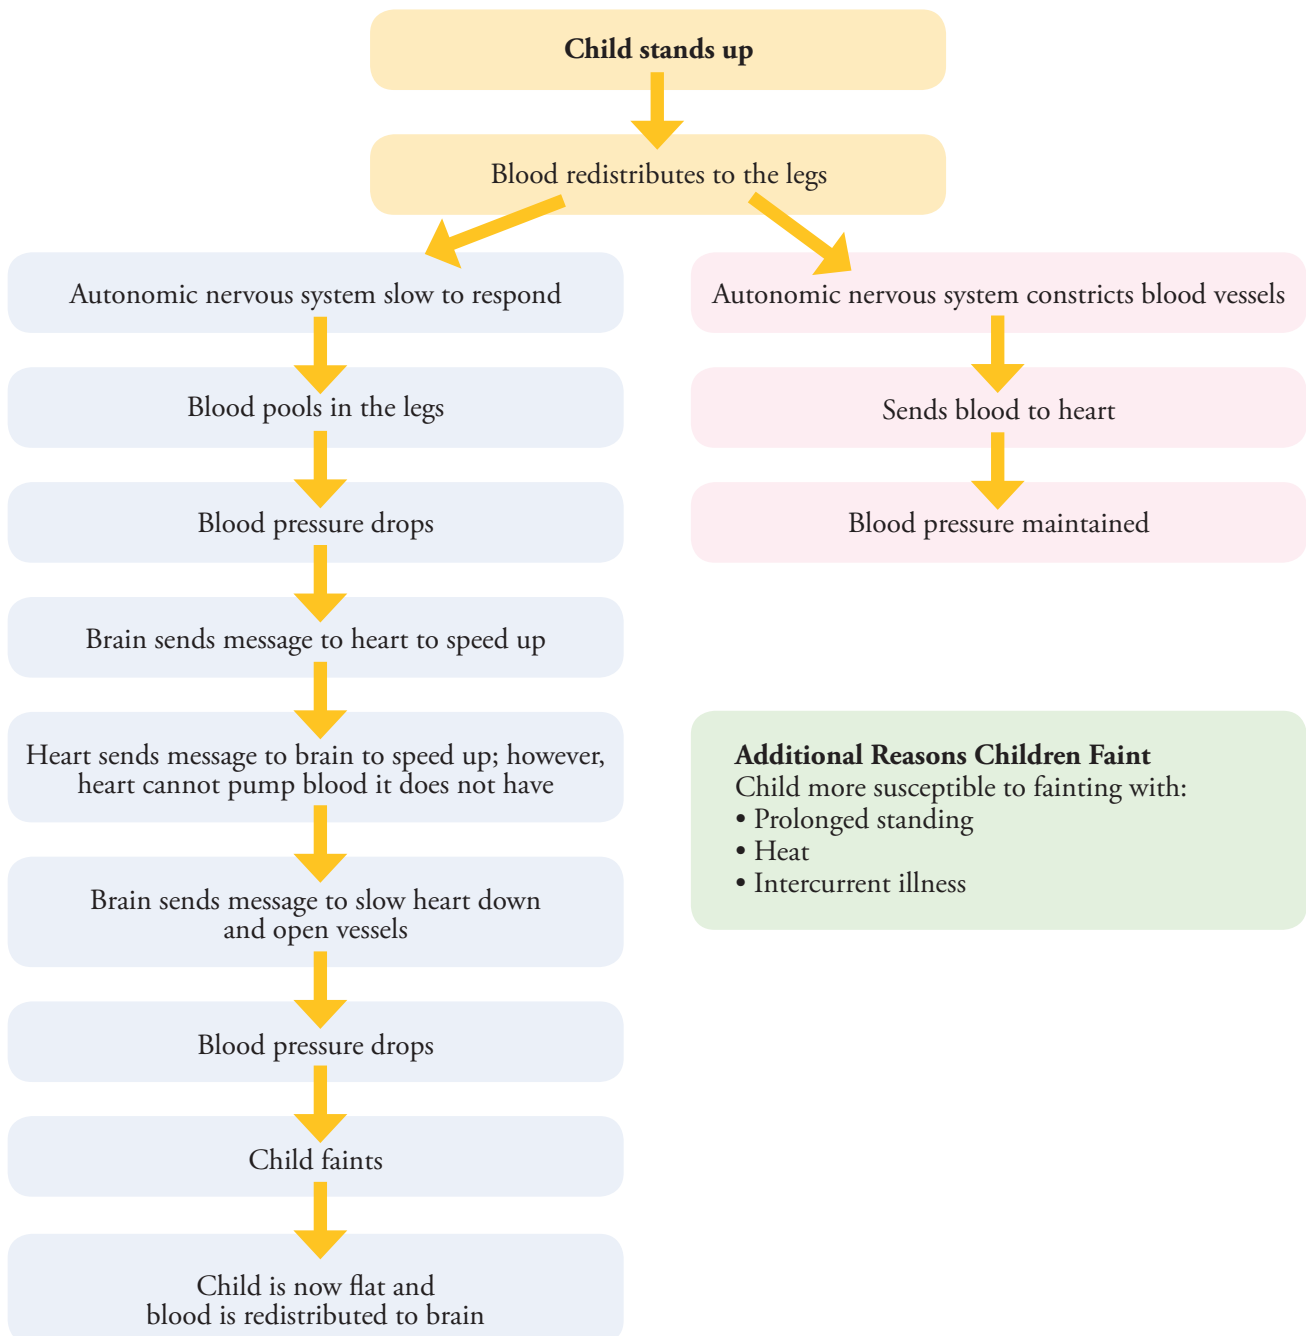 Child stands up
Blood redistributes to the legs
Autonomic nervous system slow to respond
Blood pools in the legs
Blood pressure drops
Brain sends message to heart to speed up
Heart sends message to brain to speed up; however,
heart cannot pump blood it does not have
Brain sends message to slow heart down
and open vessels
Blood pressure drops
Child faints
Child is now flat and
blood is redistributed to brain
Autonomic nervous system constricts blood vessels
Sends blood to heart
Blood pressure maintained
Additional Reasons Children Faint
Child more susceptible to fainting with:
• Prolonged standing
• Heat
• Intercurrent illness